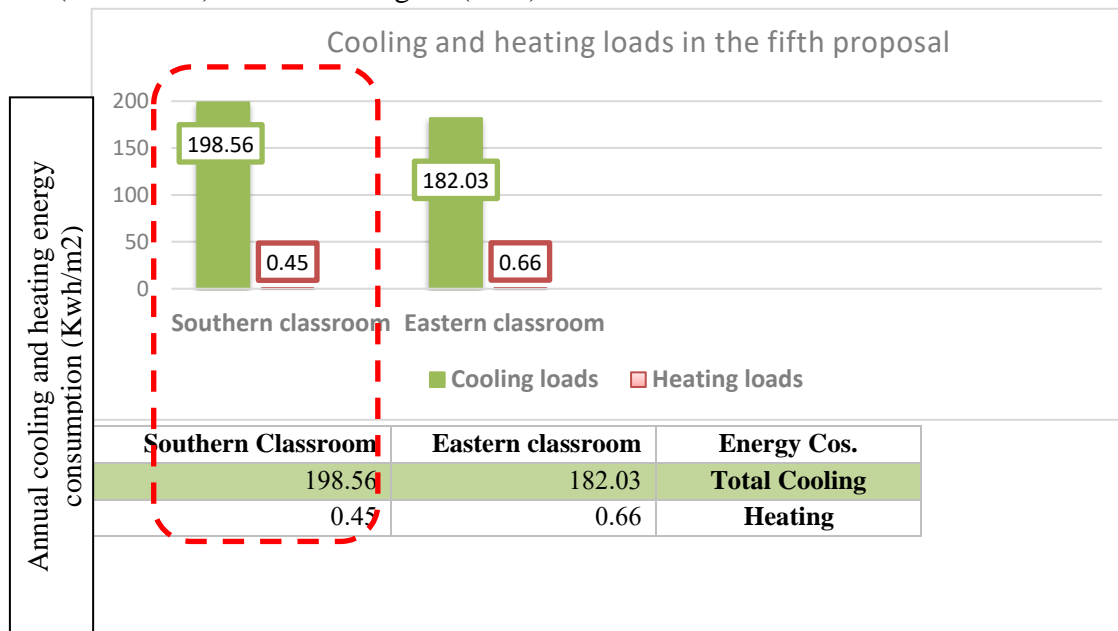 Cooling and heating loads in the fifth proposal
Annual cooling and heating energy
consumption (Kwh/m2)
200
150
100
50
0
198.56
0.45
182.03
0.66
Southern classroom Eastern classroom
Cooling loads Heating loads
Southern Classroom Eastern classroom Energy Cos.
198.56 182.03 Total Cooling
0.45 0.66 Heating